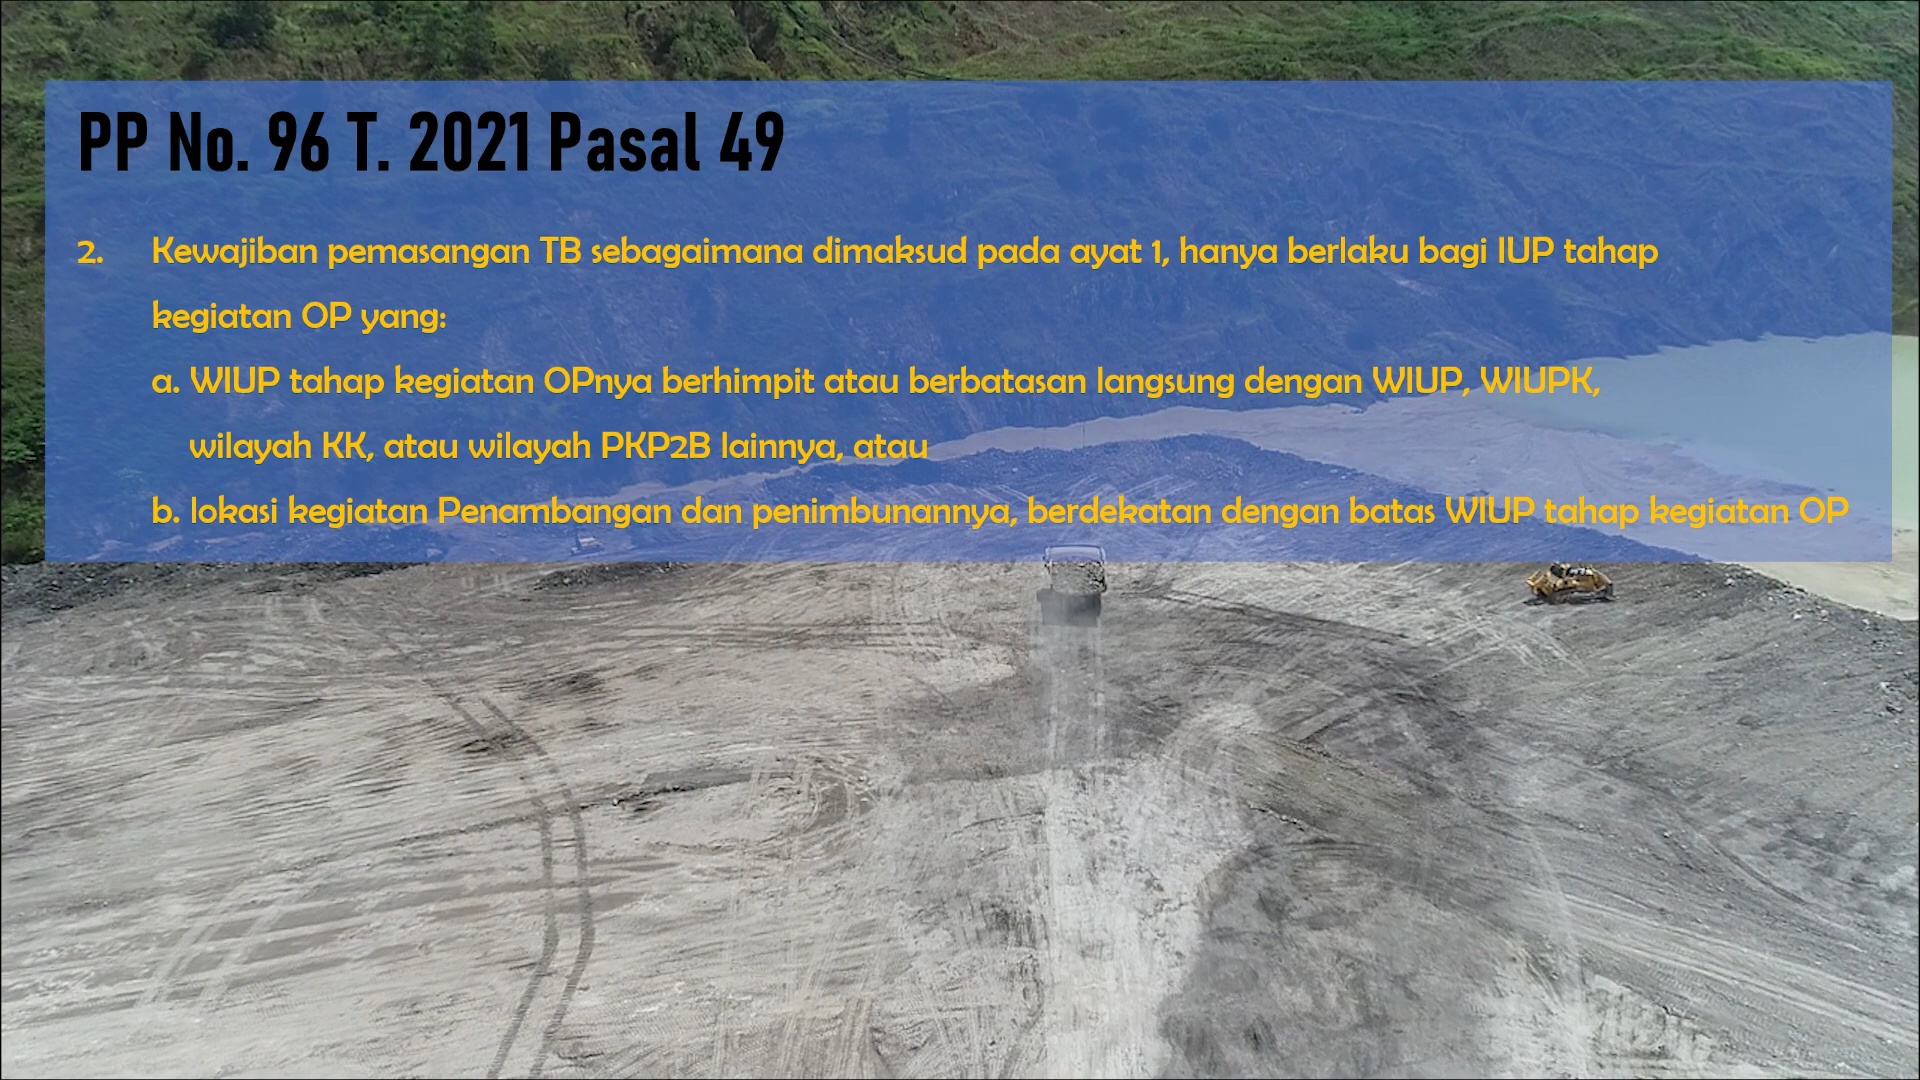 PP No. 96 T. 2021 Pasal 49
2. Kewajiban pemasangan TB sebagaimana dimaksud pada ayat 1, hanya berlaku bagi IUP tahap
kegiatan OP yang:
a. WIUP tahap kegiatan OPnya berhimpit atau berbatasan langsung dengan WIUP, WIUPK,
wilayah KK, atau wilayah PKP2B lainnya, atau
b. lokasi kegiatan Penambangan dan penimbunannya, berdekatan dengan batas WIUP tahap kegiatan OP